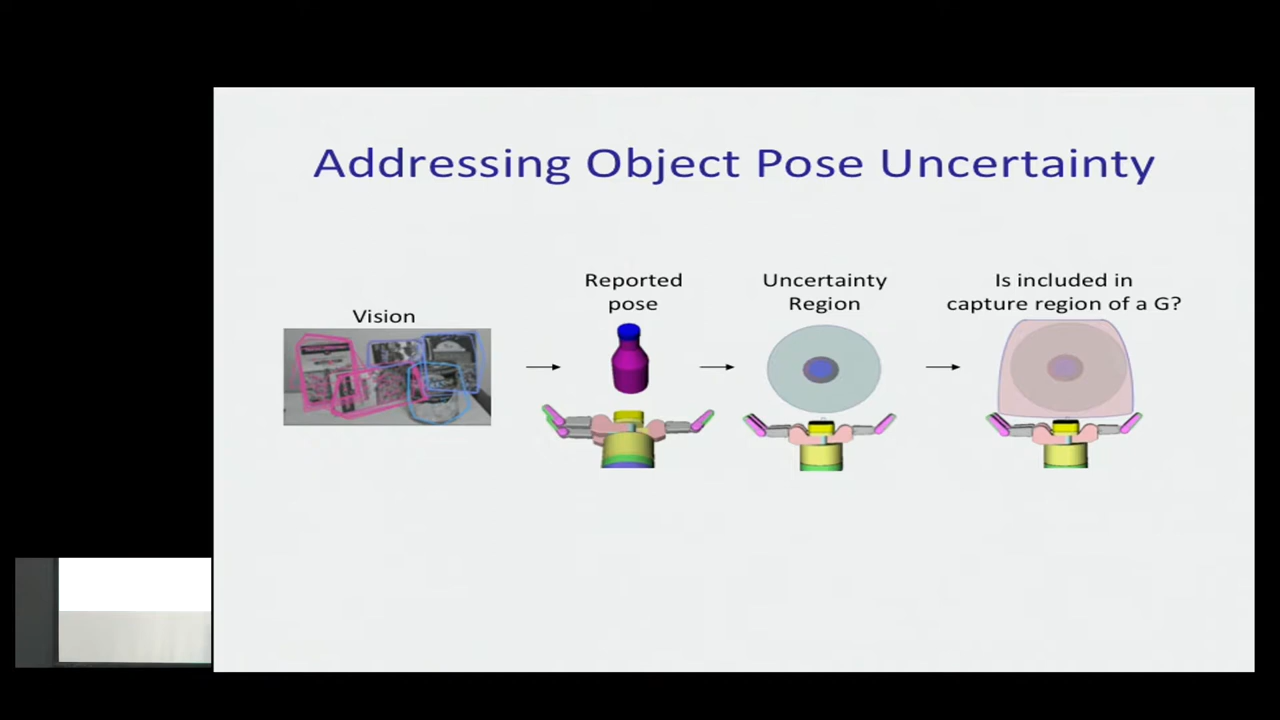 Addressing Object Pose Uncertainty
Vision
Reported
pose
Uncertainty
Region
Is included in
capture region of a G?